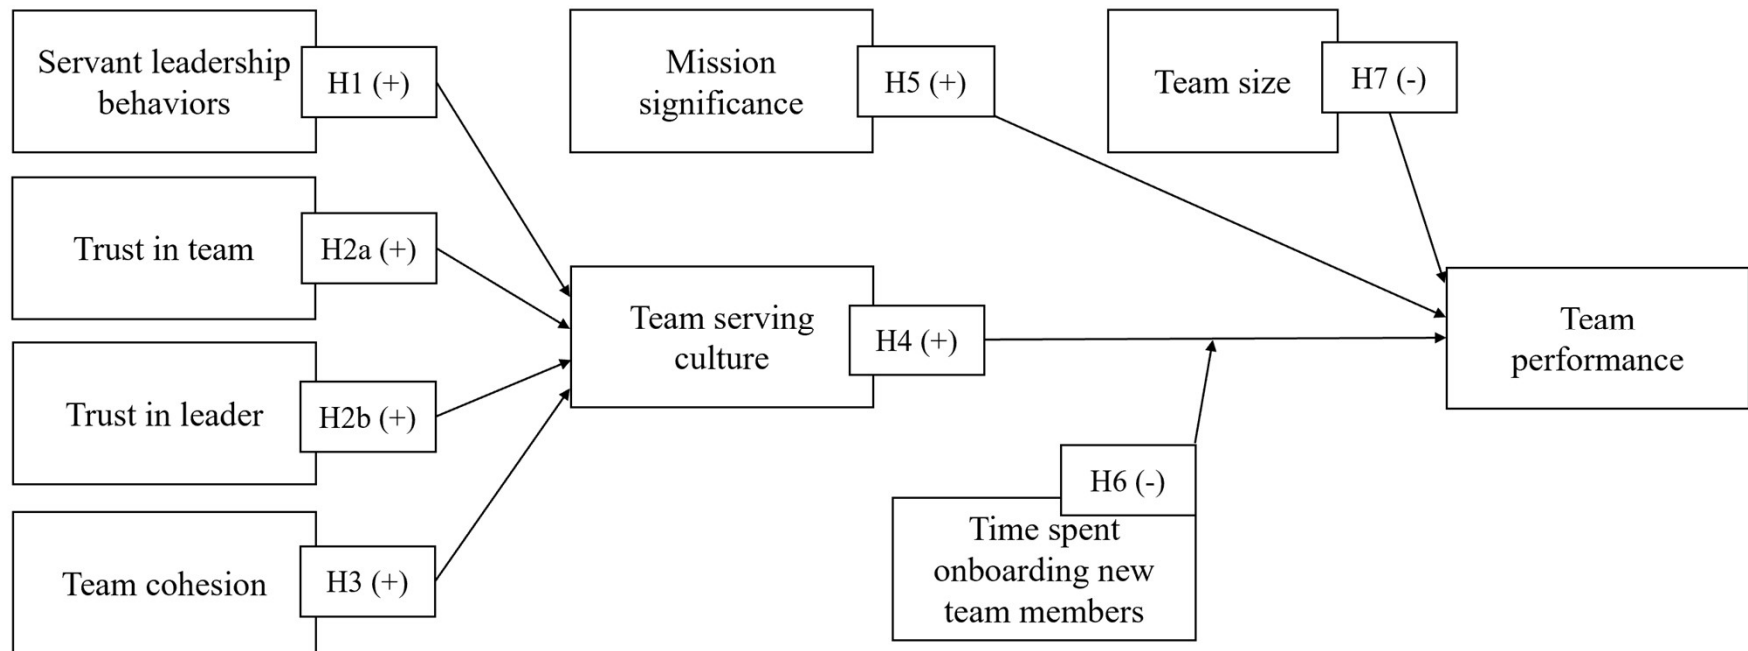 Servant leadership
behaviors
H1 (+)
Mission
significance
H5 (+)
Team size
H7 (-)
Trust in team
H2a (+)
Team serving
culture
H4 (+)
Team
performance
Trust in leader
H2b (+)
H6 (-)
Time spent
onboarding new
team members
Team cohesion
H3 (+)